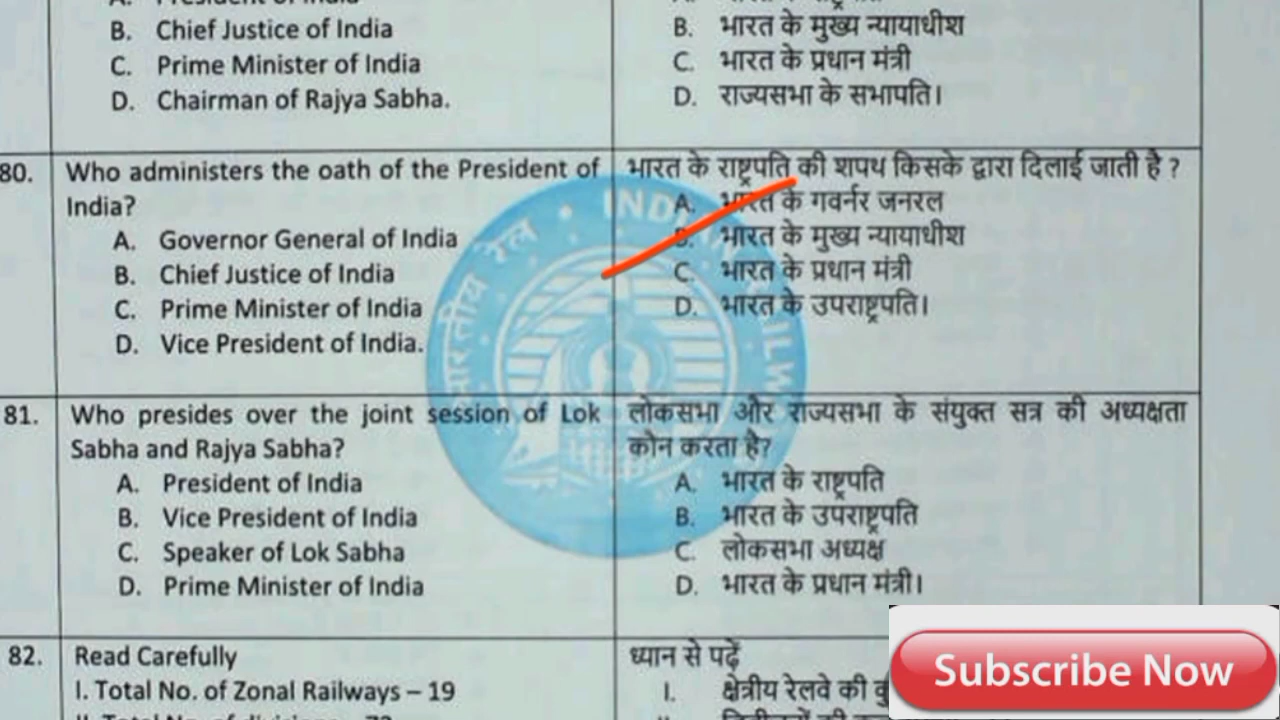 A. President of India
B. Chief Justice of India
C. Prime Minister of India
D. Chairman of Rajya Sabha.
B. भारत के मुख्य न्यायाधीश
C. भारत के प्रधान मंत्री
D. राज्यसभा के सभापति।
80. Who administers the oath of the President of
India?
A. Governor General of India
B. Chief Justice of India
C. Prime Minister of India
D. Vice President of India.
भारत के राष्ट्रपति की शपथ किसके द्वारा दिलाई जाती है ?
A. भारत के गवर्नर जनरल
B. भारत के मुख्य न्यायाधीश
C. भारत के प्रधान मंत्री
D. भारत के उपराष्ट्रपति।
81. Who presides over the joint session of Lok
Sabha and Rajya Sabha?
A. President of India
B. Vice President of India
C. Speaker of Lok Sabha
D. Prime Minister of India
लोकसभा और राज्यसभा के संयुक्त सत्र की अध्यक्षता
कौन करता है?
A. भारत के राष्ट्रपति
B. भारत के उपराष्ट्रपति
C. लोकसभा अध्यक्ष
D. भारत के प्रधान मंत्री।
82. Read Carefully
I. Total No. of Zonal Railways – 19
ध्यान से पढ़ें
I. क्षेत्रीय रेलवे की
भारतीय रेल
INDIAN
Subscribe Now